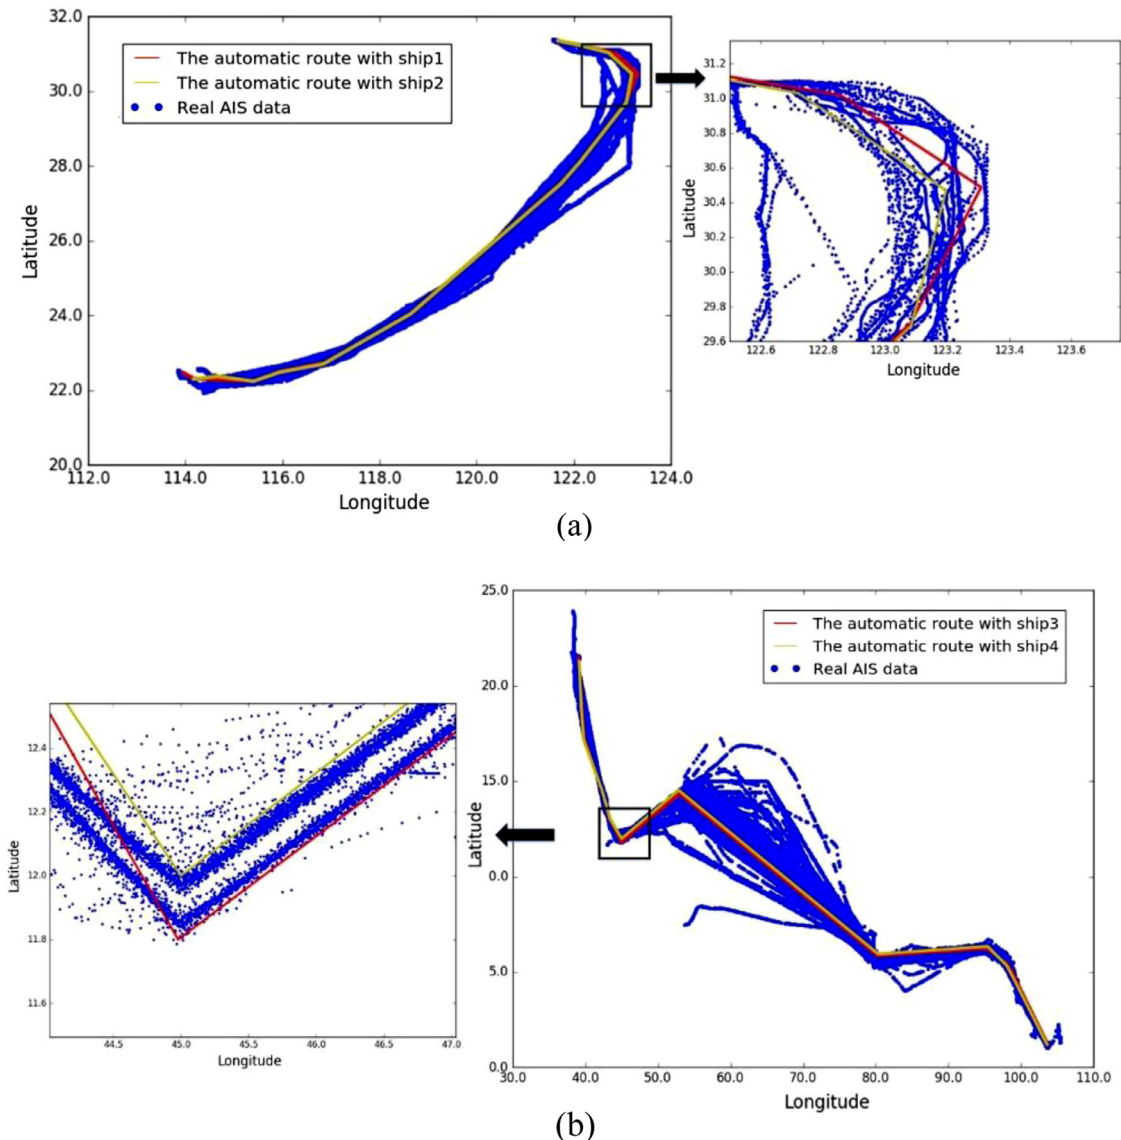 32.0
30.0
28.0
26.0
24.0
22.0
20.0
Latitude
The automatic route with ship1
The automatic route with ship2
Real AIS data
112.0 114.0 116.0 118.0 120.0 122.0 124.0
Longitude
31.2
31.0
30.8
30.6
30.4
30.2
30.0
29.8
29.6
Latitude
122.6 122.8 123.0 123.2 123.4 123.6
Longitude
(a)
12.4
12.2
12.0
11.8
11.6
Latitude
44.5 45.0 45.5 46.0 46.5 47.0
Longitude
25.0
20.0
15.0
0.0
5.0
0.0
Latitude
The automatic route with ship3
The automatic route with ship4
Real AIS data
30.0 40.0 50.0 60.0 70.0 80.0 90.0 100.0 110.0
Longitude
(b)